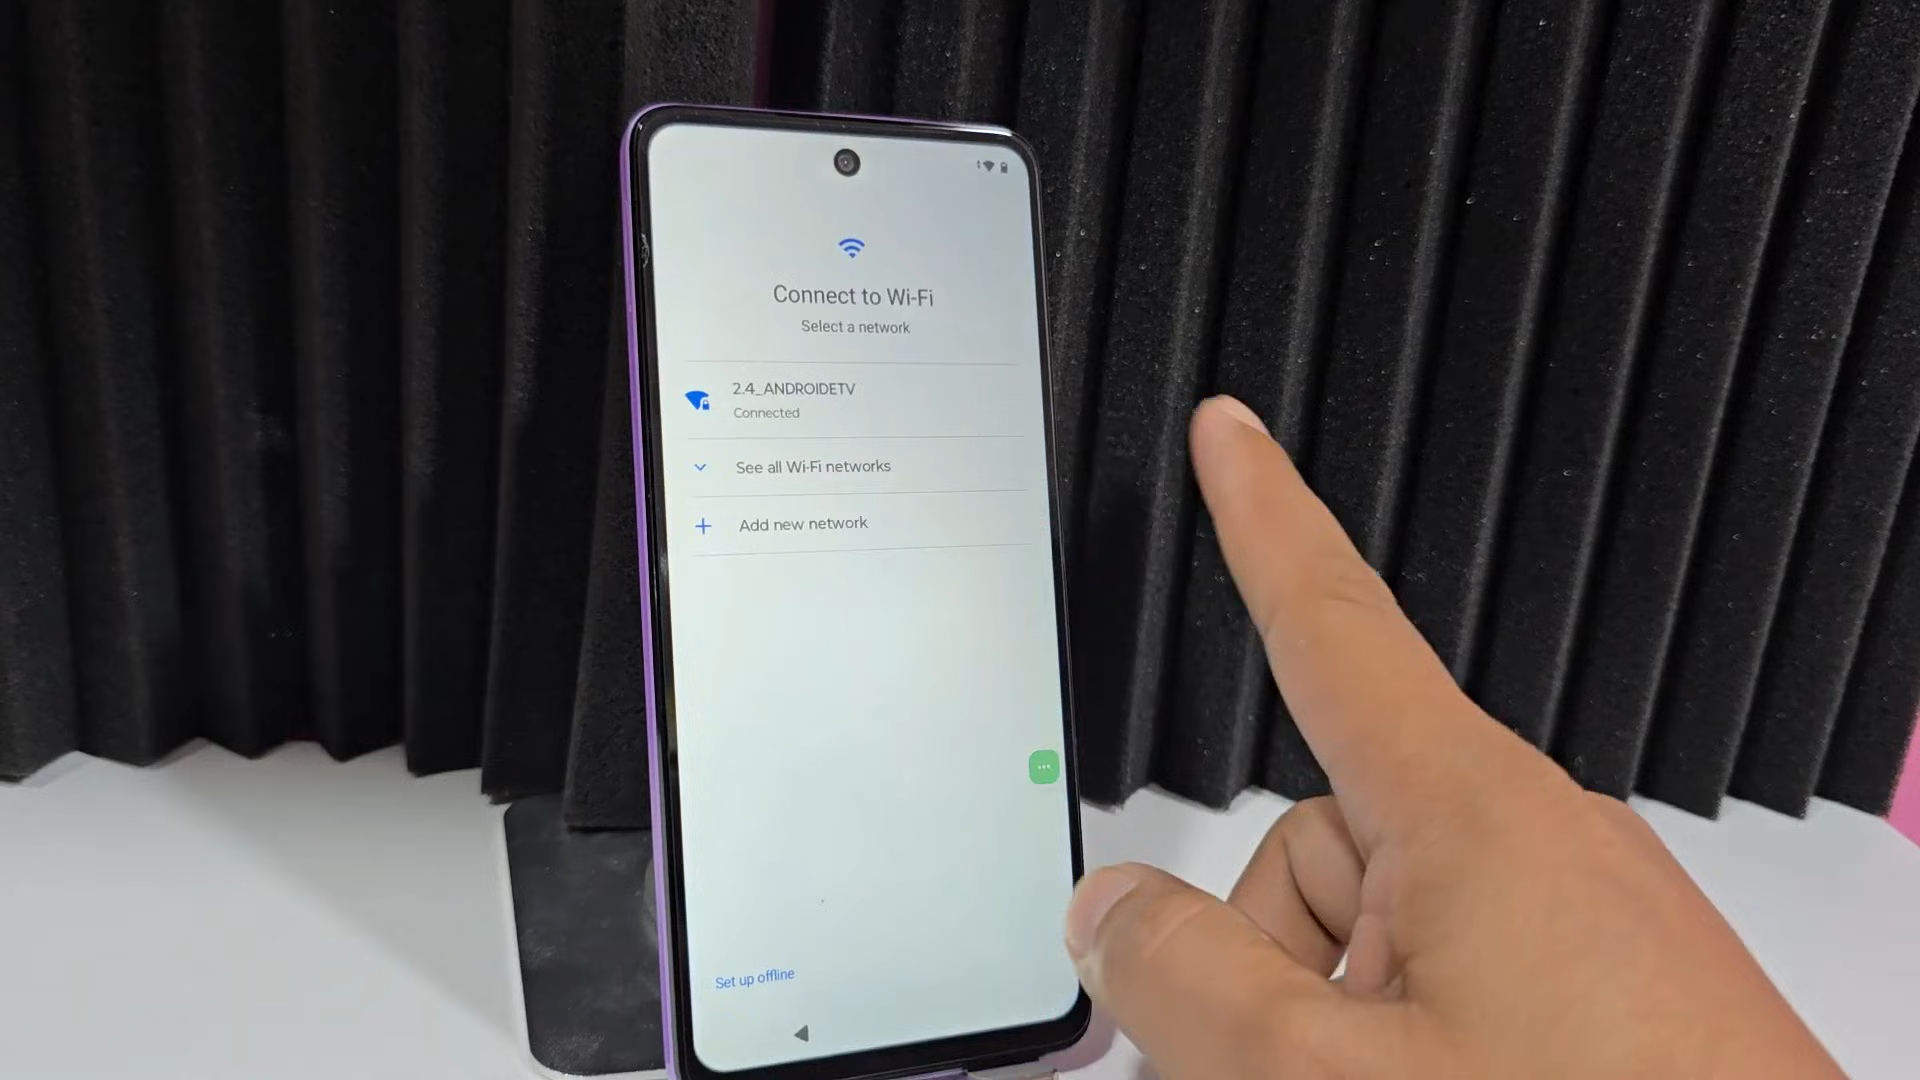 Connect to Wi-Fi
Select a network
2.4_ANDROIDETV
Connected
See all Wi-Fi networks
Add new network
Set up offline